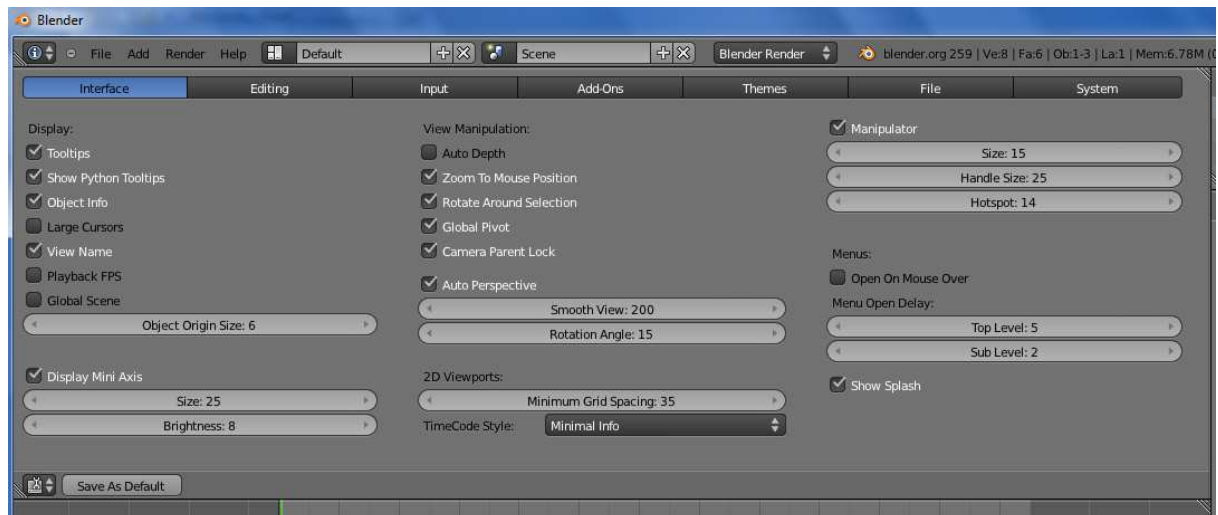 Blender
File Add Render Help Default Scene Blender Render blender.org 259 | Ve:8 | Fa:6 | Ob:1-3 | La:1 | Mem:6.78M (
Interface Editing Input Add-Ons Themes File System
Display:
Tooltips
Show Python Tooltips
Object Info
Large Cursors
View Name
Playback FPS
Global Scene
Object Origin Size: 6
Display Mini Axis
Size: 25
Brightness: 8
View Manipulation:
Auto Depth
Zoom To Mouse Position
Rotate Around Selection
Global Pivot
Camera Parent Lock
Auto Perspective
Smooth View: 200
Rotation Angle: 15
2D Viewports:
Minimum Grid Spacing: 35
TimeCode Style: Minimal Info
Manipulator
Size: 15
Handle Size: 25
Hotspot: 14
Menus:
Open On Mouse Over
Menu Open Delay:
Top Level: 5
Sub Level: 2
Show Splash
Save As Default